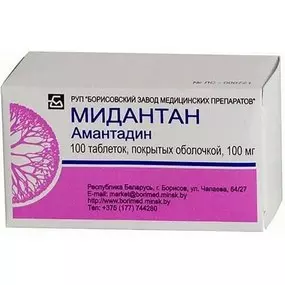 РУП "БОРИСОВСКИЙ ЗАВОД МЕДИЦИНСКИХ ПРЕПАРАТОВ"
МИДАНТАН
Амантадин
100 таблеток, покрытых оболочкой, 100 мг
Республика Беларусь, г. Борисов, ул. Чапаева, 64/27
E-mail: market@borimed.minsk.by
http://www.borimed.minsk.by
Тел: +375 (177) 744280